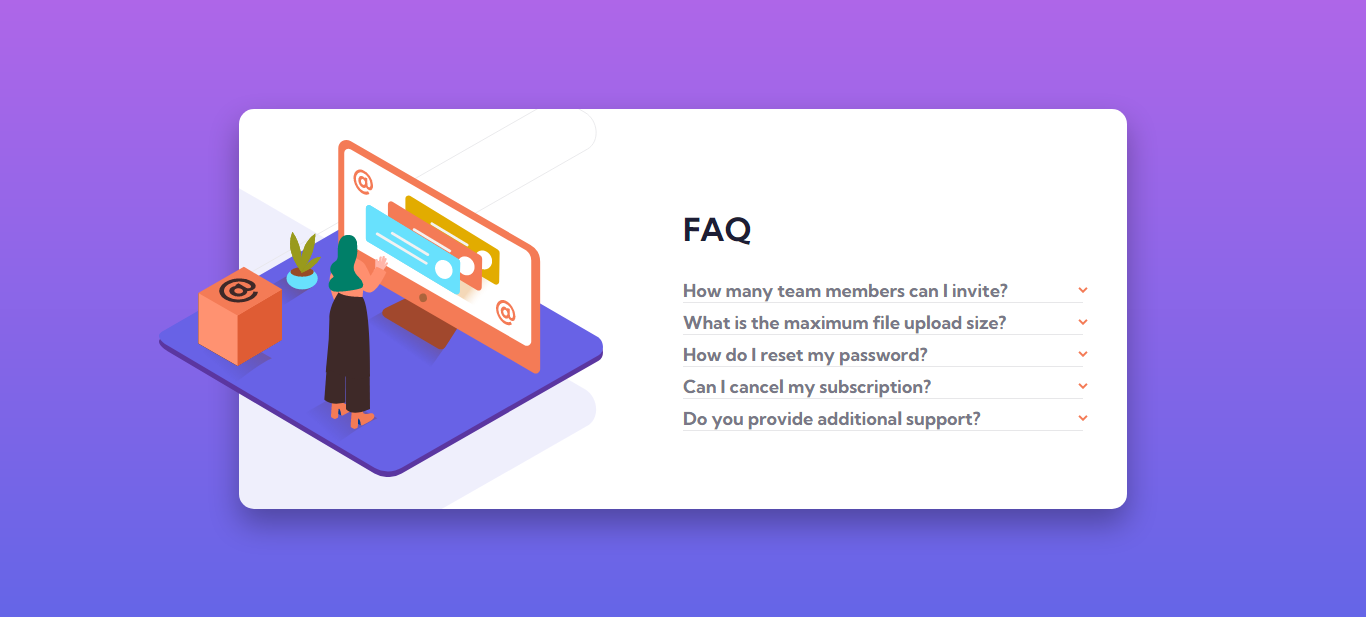 @
@
@
FAQ
How many team members can I invite?
What is the maximum file upload size?
How do I reset my password?
Can I cancel my subscription?
Do you provide additional support?